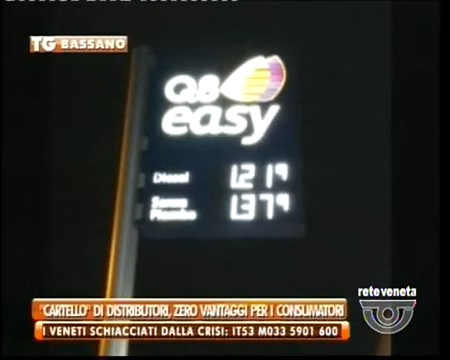 TG BASSANO
Q8
easy
Diesel 1.219
Senza
Piombo 1.379
reteveneta
"CARTELLO" DI DISTRIBUTORI, ZERO VANTAGGI PER I CONSUMATORI
I VENETI SCHIACCIATI DALLA CRISI: IT53 M033 5901 600